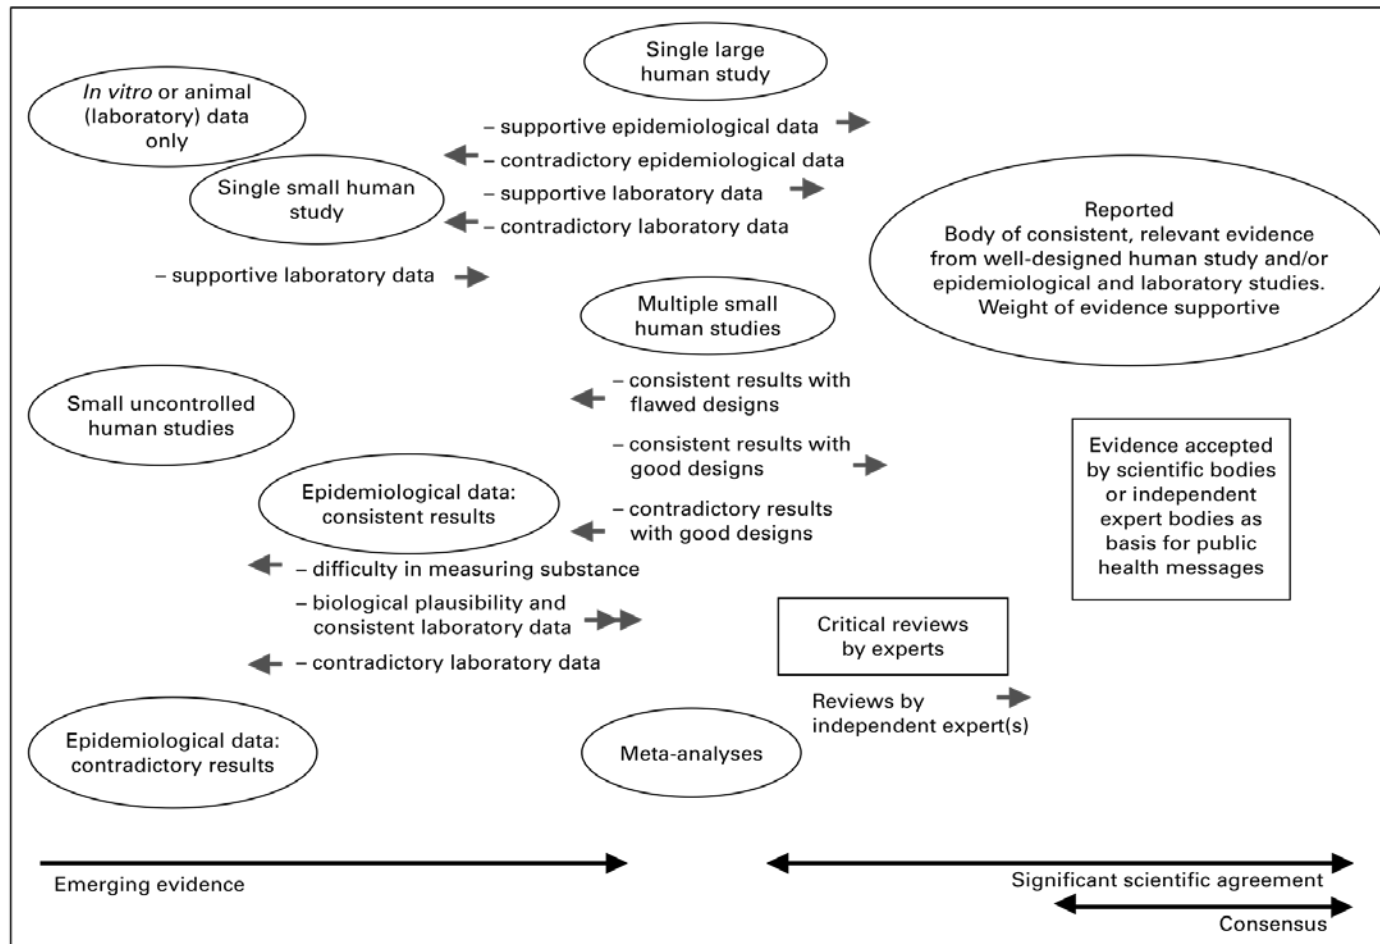 Single large
human study
In vitro or animal
(laboratory) data
only
– supportive epidemiological data
– contradictory epidemiological data
– supportive laboratory data
– contradictory laboratory data
Single small human
study
– supportive laboratory data
Reported
Body of consistent, relevant evidence
from well-designed human study and/or
epidemiological and laboratory studies.
Weight of evidence supportive
Multiple small
human studies
– consistent results with
flawed designs
– consistent results with
good designs
– contradictory results
with good designs
Small uncontrolled
human studies
Evidence accepted
by scientific bodies
or independent
expert bodies as
basis for public
health messages
Epidemiological data:
consistent results
– difficulty in measuring substance
– biological plausibility and
consistent laboratory data
– contradictory laboratory data
Critical reviews
by experts
Reviews by
independent expert(s)
Epidemiological data:
contradictory results
Meta-analyses
Emerging evidence
Significant scientific agreement
Consensus